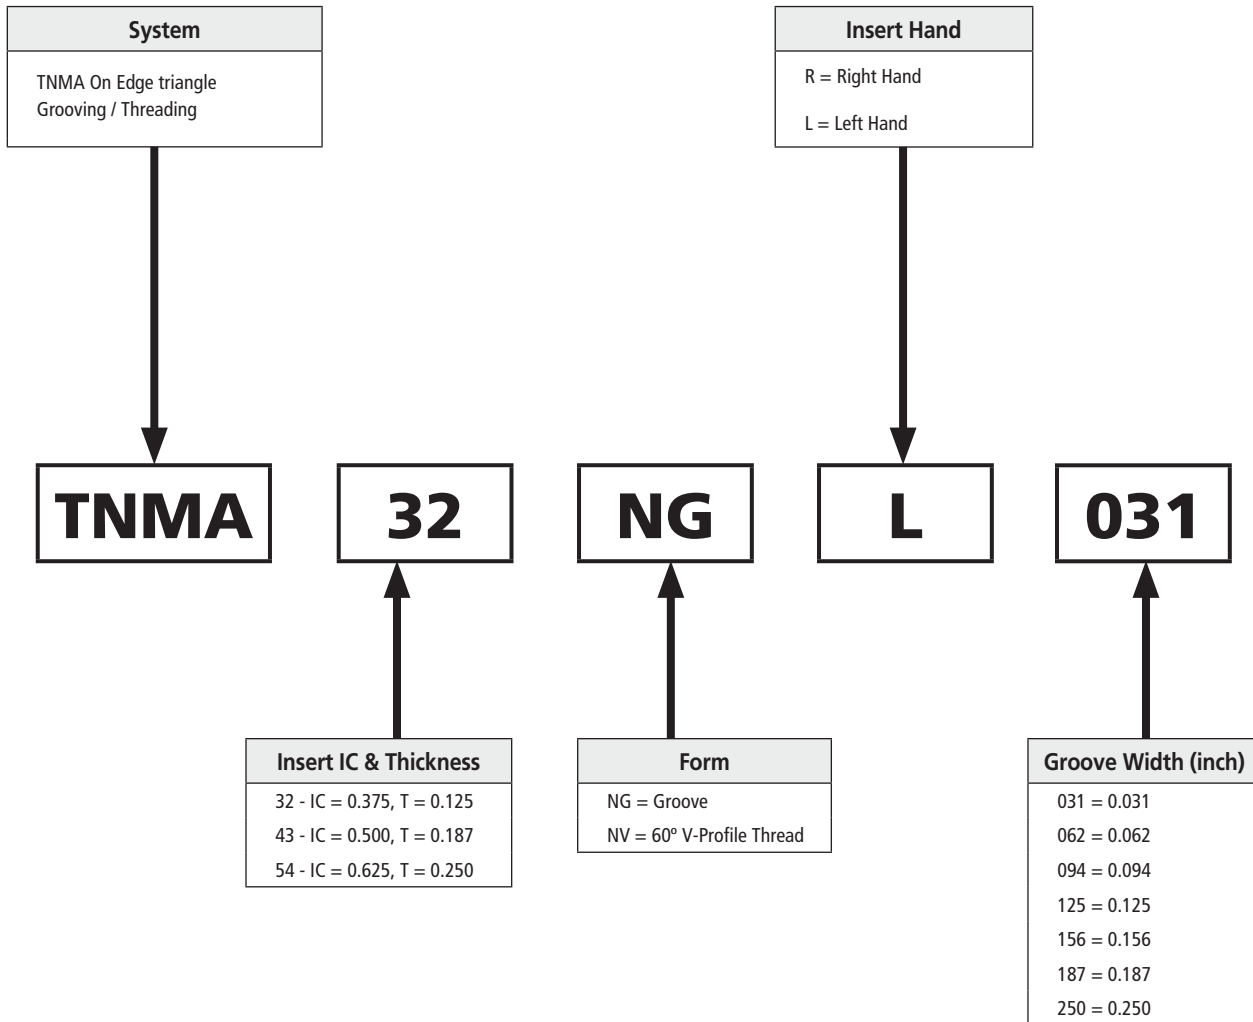 System
TNMA On Edge triangle
Grooving / Threading
Insert Hand
R = Right Hand
L = Left Hand
TNMA
32
NG
L
031
Insert IC & Thickness
32 - IC = 0.375, T = 0.125
43 - IC = 0.500, T = 0.187
54 - IC = 0.625, T = 0.250
Form
NG = Groove
NV = 60º V-Profile Thread
Groove Width (inch)
031 = 0.031
062 = 0.062
094 = 0.094
125 = 0.125
156 = 0.156
187 = 0.187
250 = 0.250